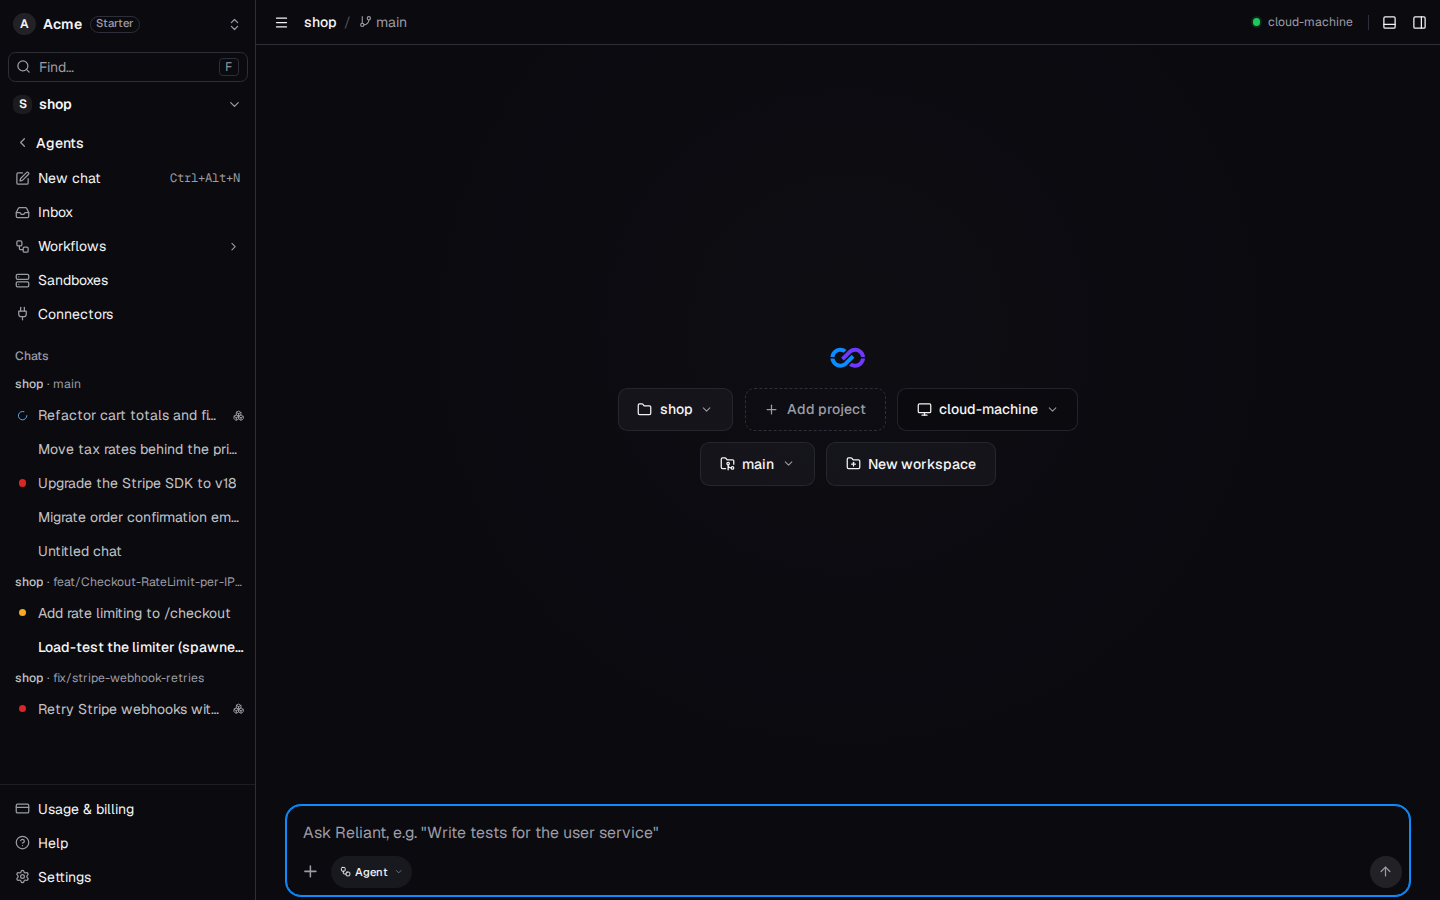 A Acme Starter
Find... F
S shop
Agents
New chat Ctrl+Alt+N
Inbox
Workflows
Sandboxes
Connectors
Chats
shop · main
Refactor cart totals and fi...
Move tax rates behind the pri...
Upgrade the Stripe SDK to v18
Migrate order confirmation em...
Untitled chat
shop · feat/Checkout-RateLimit-per-IP...
Add rate limiting to /checkout
Load-test the limiter (spawne...
shop · fix/stripe-webhook-retries
Retry Stripe webhooks wit...
Usage & billing
Help
Settings
shop / main
cloud-machine
shop
Add project
cloud-machine
main
New workspace
Ask Reliant, e.g. "Write tests for the user service"
Agent